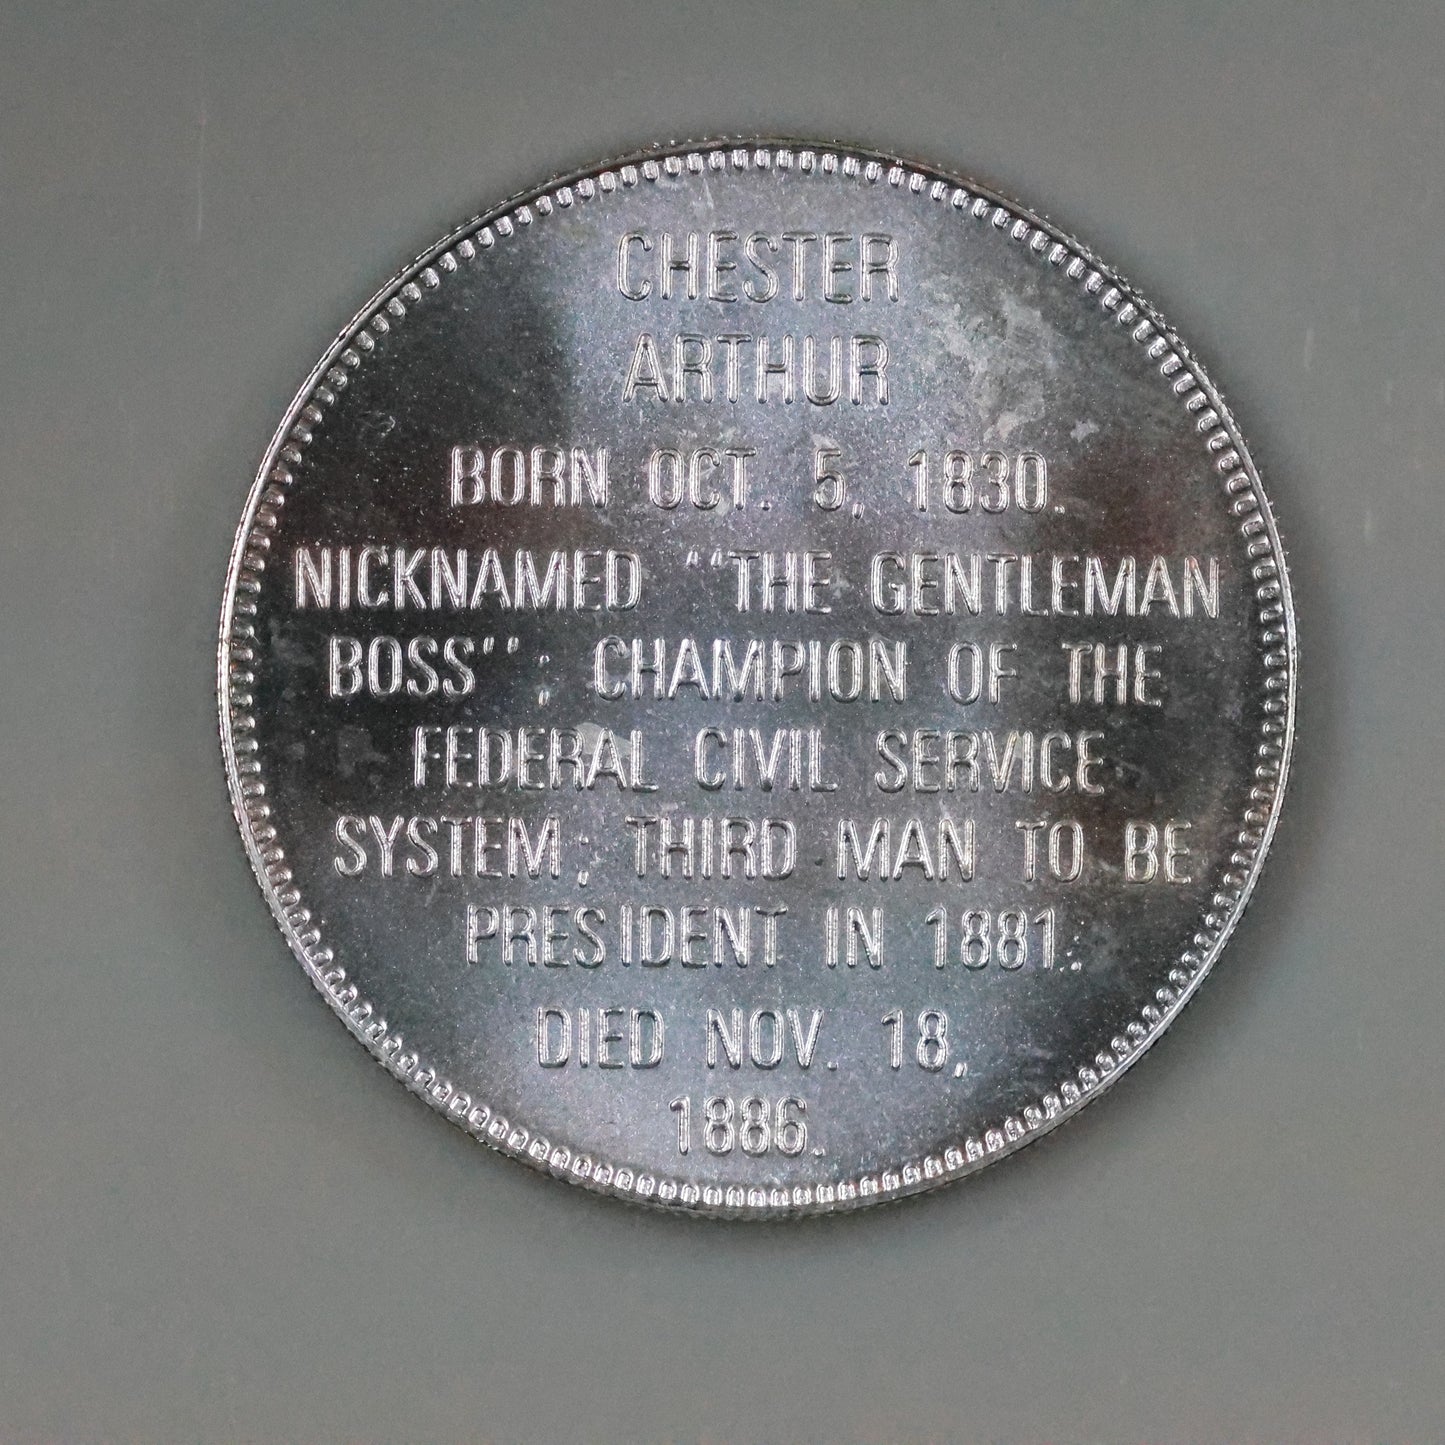 CHESTER
ARTHUR
BORN OCT. 5, 1830.
NICKNAMED "THE GENTLEMAN
BOSS"; CHAMPION OF THE
FEDERAL CIVIL SERVICE
SYSTEM; THIRD MAN TO BE
PRESIDENT IN 1881.
DIED NOV. 18,
1886.